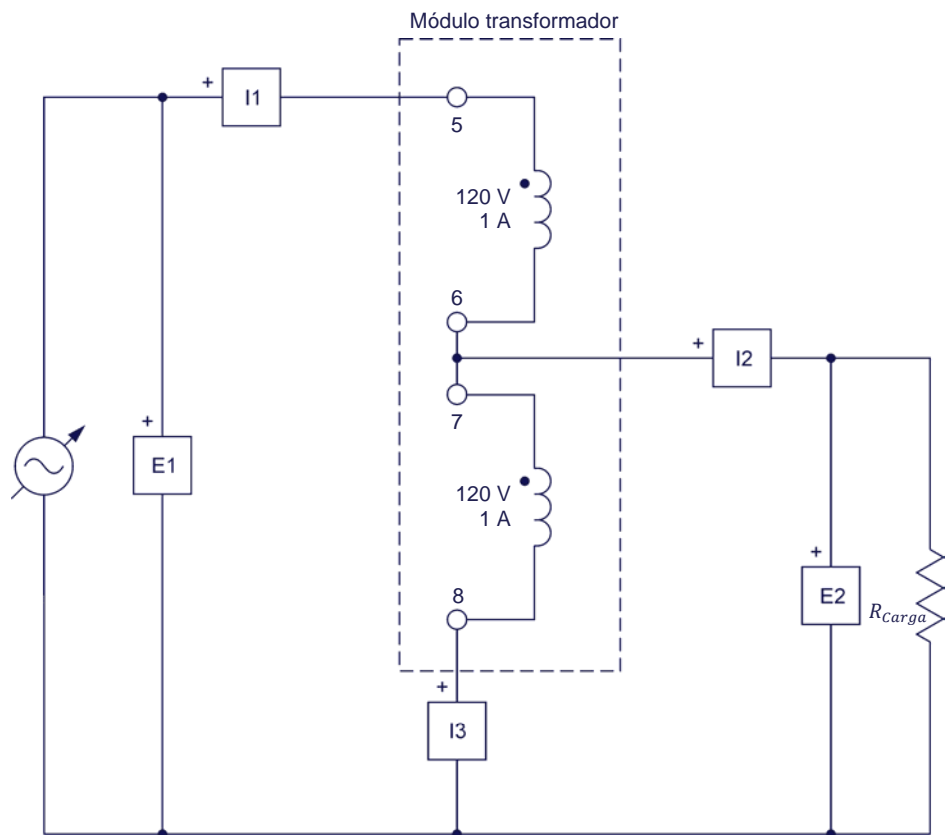 Módulo transformador
+
I1
5
120 V
1 A
6
+
I2
7
+
E1
120 V
1 A
+
E2
R_Carga
8
+
I3